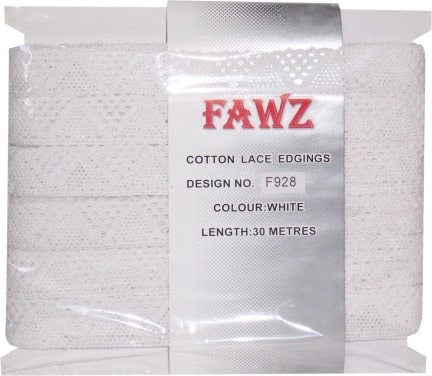 FAWZ
COTTON LACE EDGINGS
DESIGN NO. F928
COLOUR:WHITE
LENGTH:30 METRES